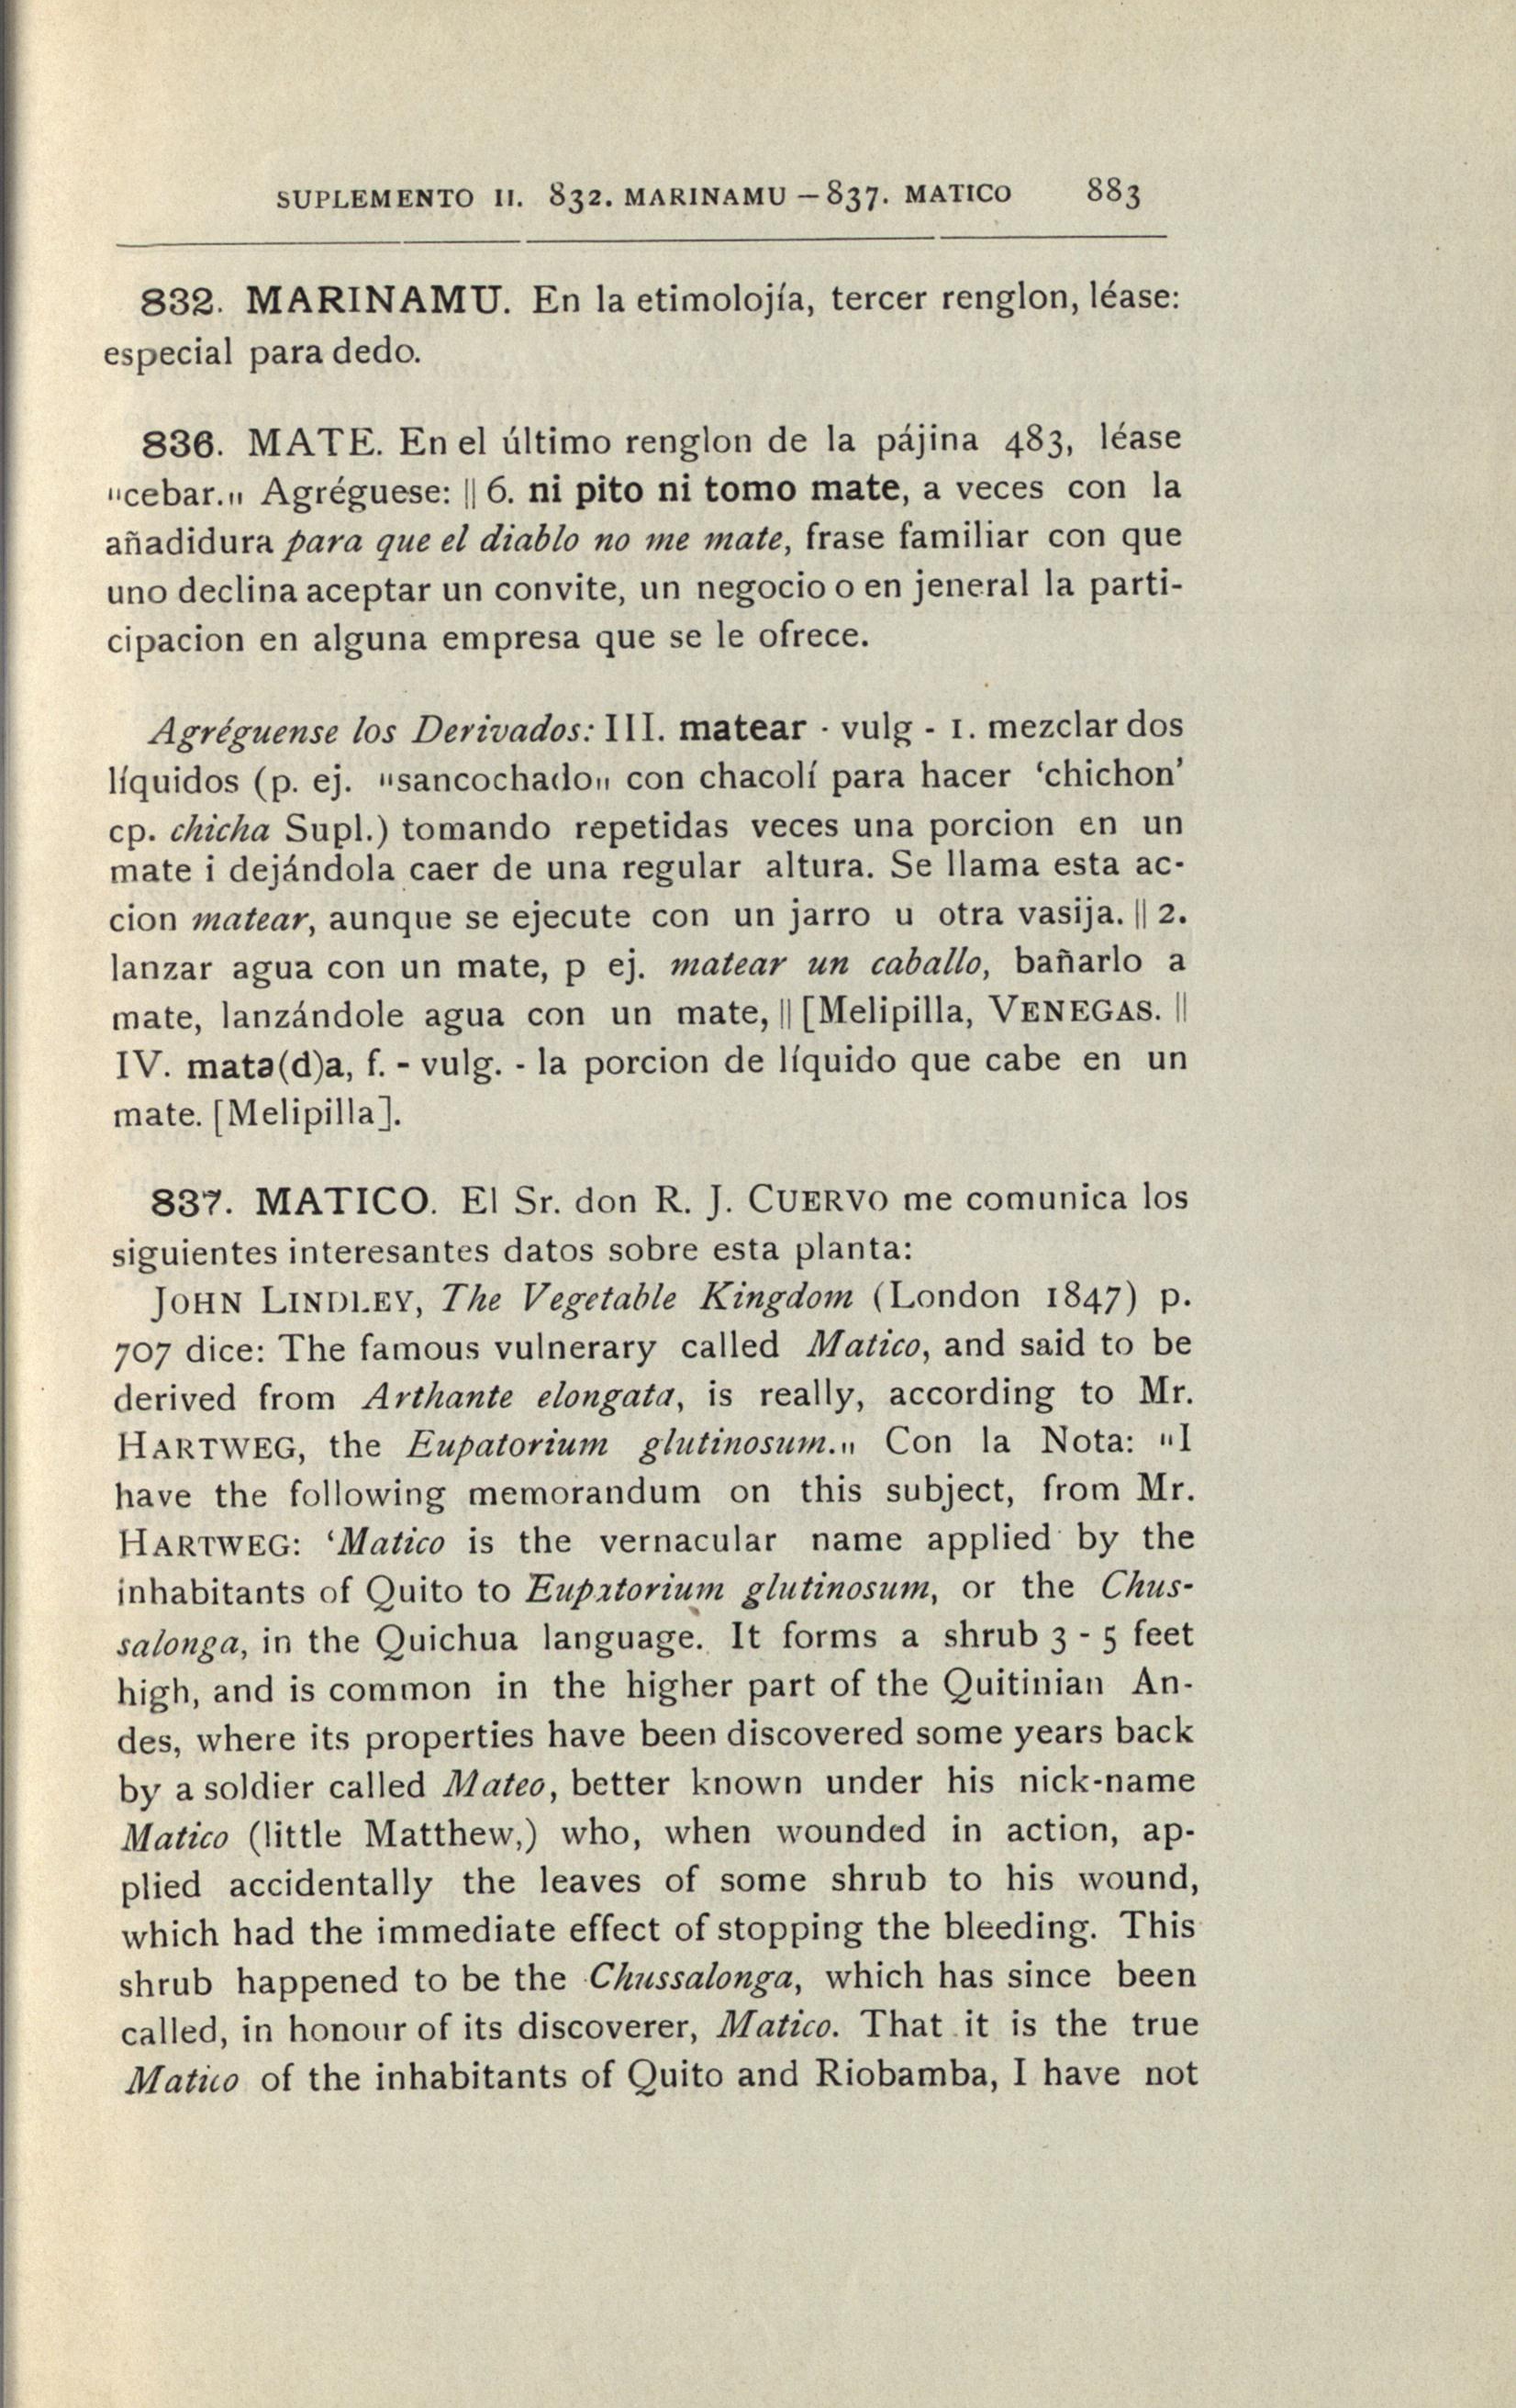 SUPLEMENTO II. 832. MARINAMU — 837. MATICO 883
832. MARINAMU. En la etimolojía, tercer renglon, léase:
especial para dedo.
836. MATE. En el último renglon de la pájina 483, léase
"cebar.„ Agréguese: || 6. ni pito ni tomo mate, a veces con la
añadidura para que el diablo no me mate, frase familiar con que
uno declina aceptar un convite, un negocio o en jeneral la parti-
cipacion en alguna empresa que se le ofrece.
Agréguense los Derivados: III. matear - vulg - 1. mezclar dos
líquidos (p. ej. "sancochado„ con chacolí para hacer ‘chichon’
cp. chicha Supl.) tomando repetidas veces una porcion en un
mate i dejándola caer de una regular altura. Se llama esta ac-
cion matear, aunque se ejecute con un jarro u otra vasija. || 2.
lanzar agua con un mate, p ej. matear un caballo, bañarlo a
mate, lanzándole agua con un mate, || [Melipilla, VENEGAS. ||
IV. mata(d)a, f. - vulg. - la porcion de líquido que cabe en un
mate. [Melipilla].
837. MATICO. El Sr. don R. J. CUERVO me comunica los
siguientes interesantes datos sobre esta planta:
JOHN LINDLEY, The Vegetable Kingdom (London 1847) p.
707 dice: The famous vulnerary called Matico, and said to be
derived from Arthante elongata, is really, according to Mr.
HARTWEG, the Eupatorium glutinosum.„ Con la Nota: "I
have the following memorandum on this subject, from Mr.
HARTWEG: ‘Matico is the vernacular name applied by the
inhabitants of Quito to Eupatorium glutinosum, or the Chus-
salonga, in the Quichua language. It forms a shrub 3 - 5 feet
high, and is common in the higher part of the Quitinian An-
des, where its properties have been discovered some years back
by a soldier called Mateo, better known under his nick-name
Matico (little Matthew,) who, when wounded in action, ap-
plied accidentally the leaves of some shrub to his wound,
which had the immediate effect of stopping the bleeding. This
shrub happened to be the Chussalonga, which has since been
called, in honour of its discoverer, Matico. That it is the true
Matico of the inhabitants of Quito and Riobamba, I have not